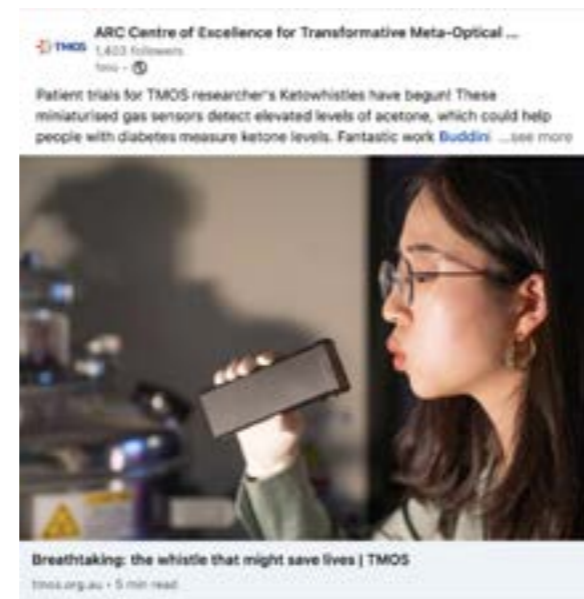 ARC Centre of Excellence for Transformative Meta-Optical ...
TMOS
1,403 followers
Patient trials for TMOS researcher's Ketowhistles have begun! These
miniaturised gas sensors detect elevated levels of acetone, which could help
people with diabetes measure ketone levels. Fantastic work Buddini ...see more
Breathtaking: the whistle that might save lives | TMOS
tmos.org.au • 5 min read